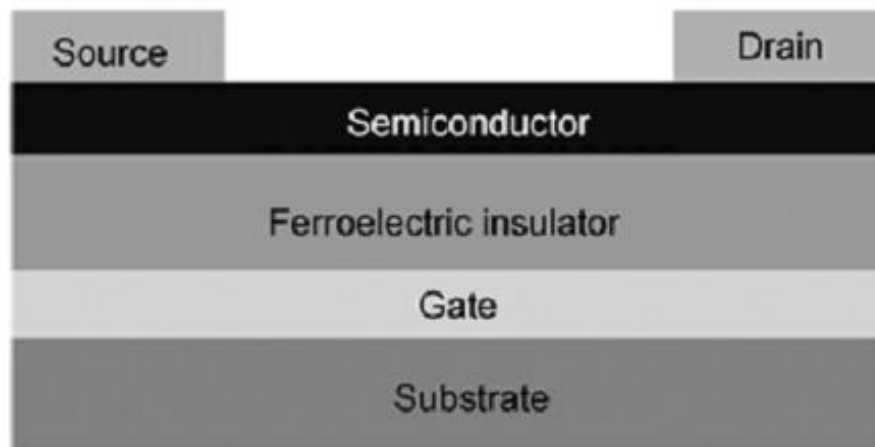 Source
Drain
Semiconductor
Ferroelectric insulator
Gate
Substrate